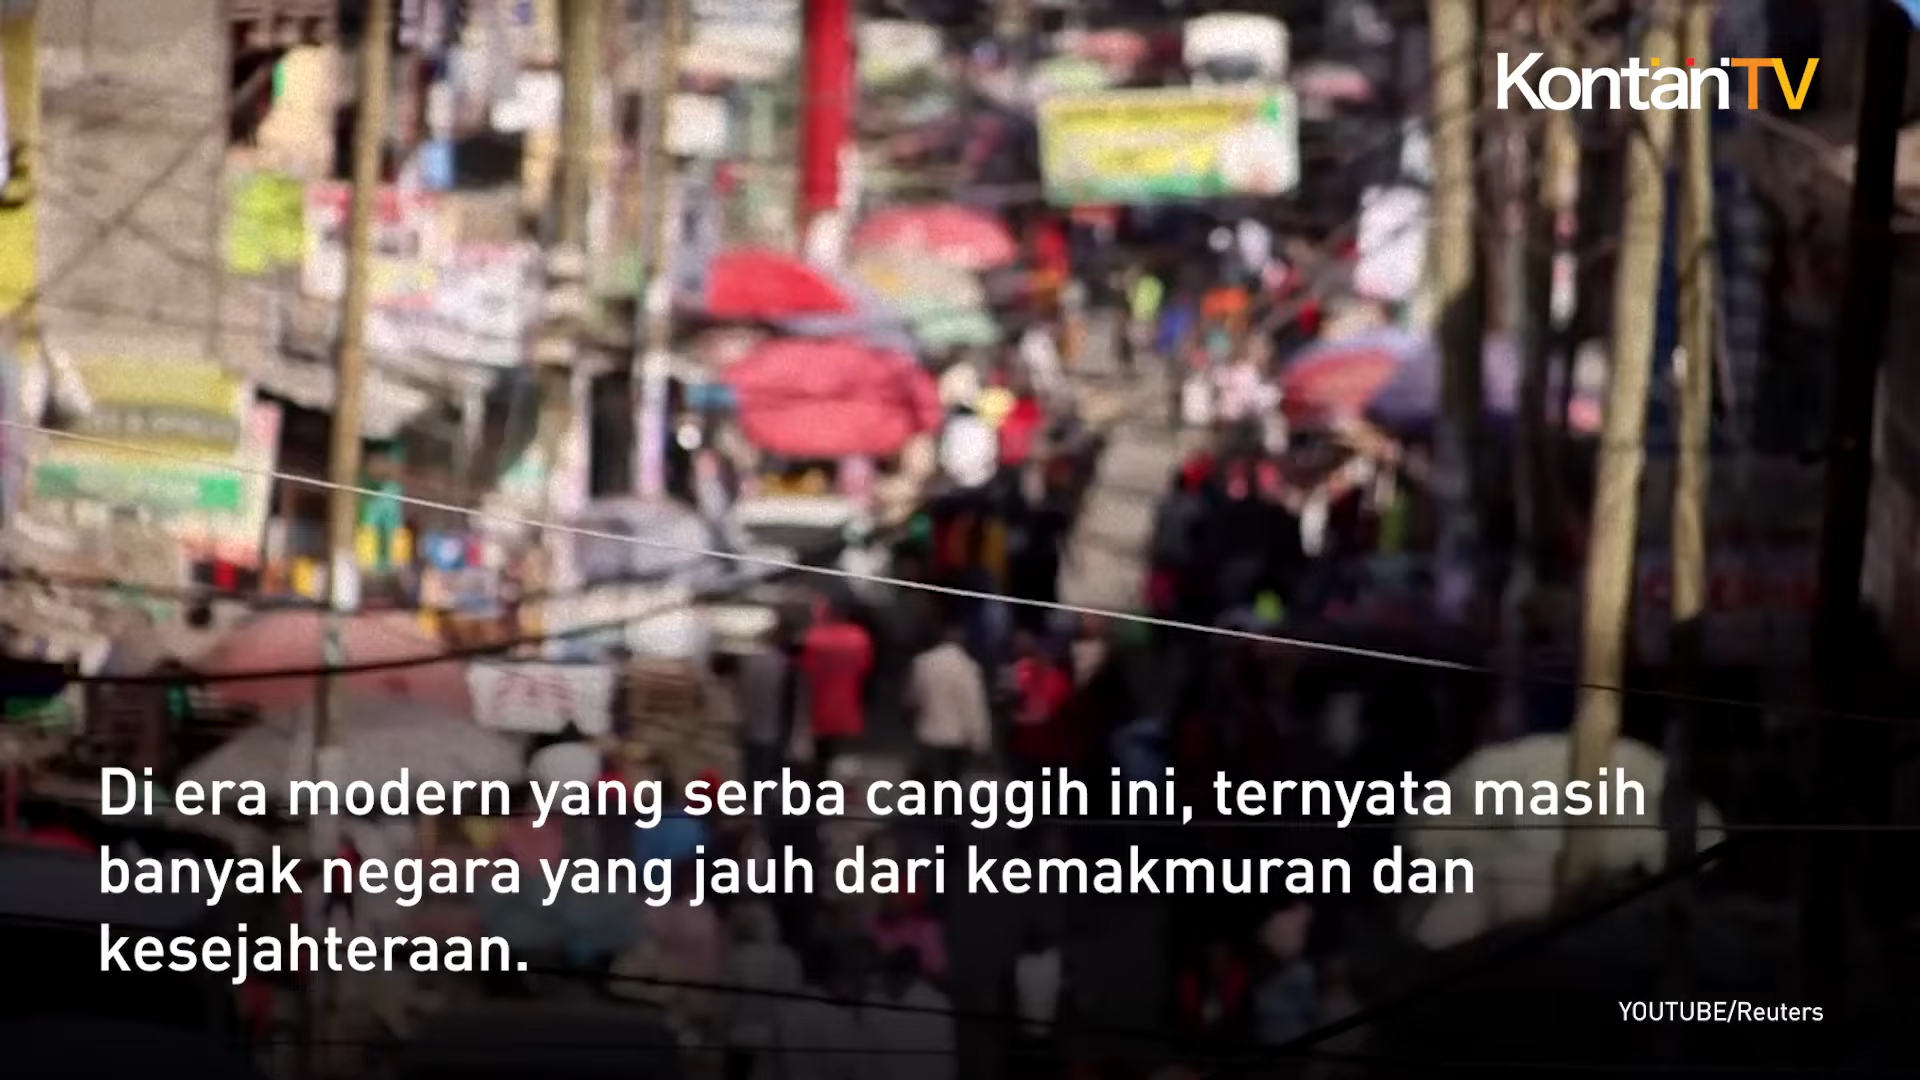 KontanTV
Di era modern yang serba canggih ini, ternyata masih
banyak negara yang jauh dari kemakmuran dan
kesejahteraan.
YOUTUBE/Reuters